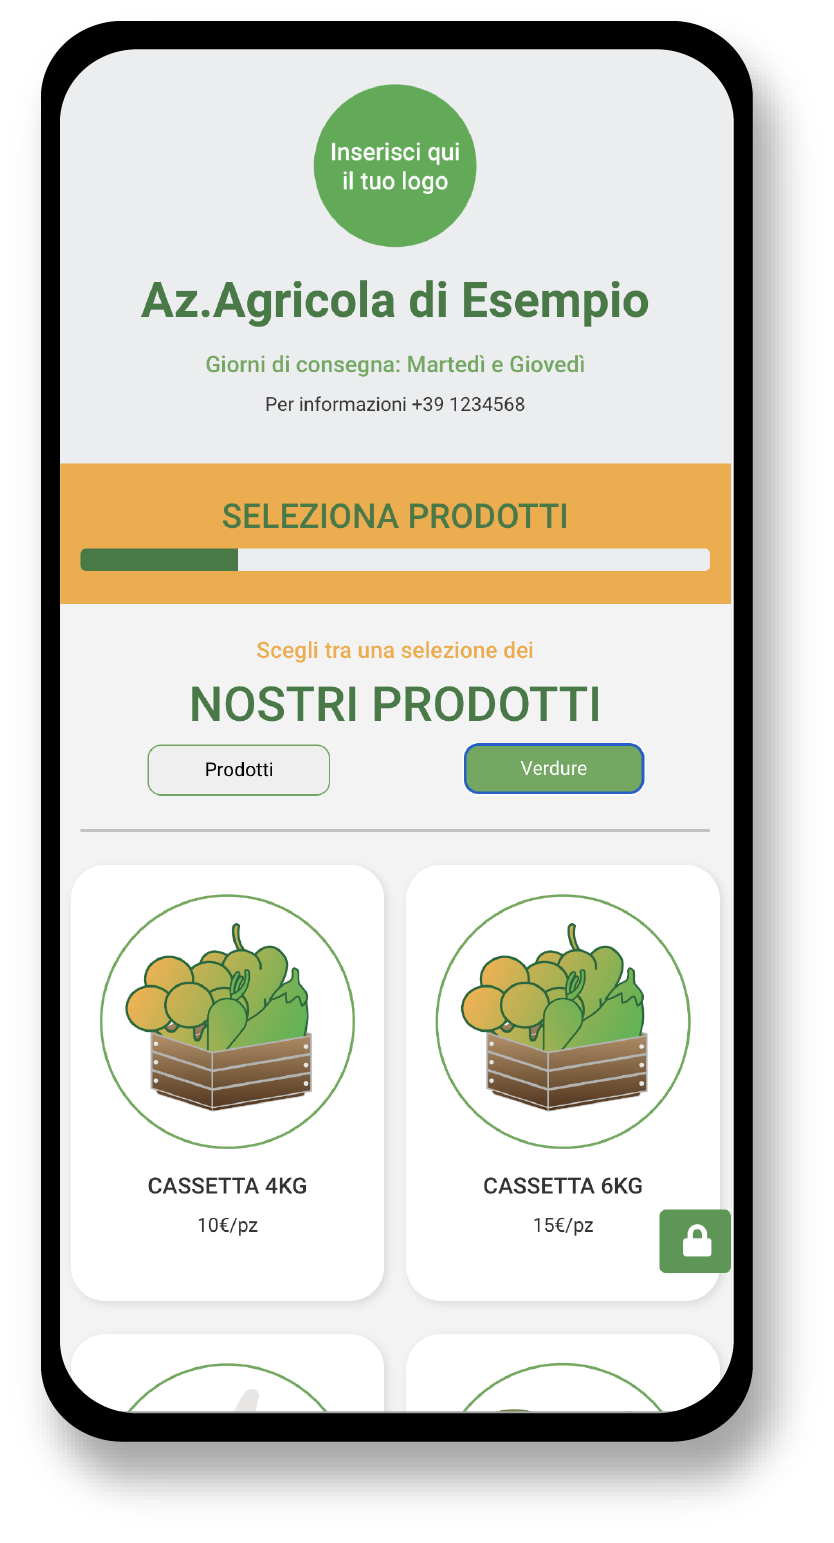 Inserisci qui
il tuo logo
Az.Agricola di Esempio
Giorni di consegna: Martedì e Giovedì
Per informazioni +39 1234568
SELEZIONA PRODOTTI
Scegli tra una selezione dei
NOSTRI PRODOTTI
Prodotti
Verdure
CASSETTA 4KG
CASSETTA 6KG
10€/pz
15€/pz